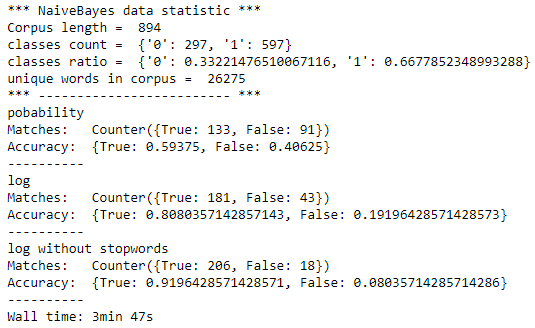 *** NaiveBayes data statistic ***
Corpus length =  894
classes count =  {'0': 297, '1': 597}
classes ratio =  {'0': 0.33221476510067116, '1': 0.6677852348993288}
unique words in corpus =  26275
*** ------------------------- ***
pobability
Matches:   Counter({True: 133, False: 91})
Accuracy:  {True: 0.59375, False: 0.40625}
----------
log
Matches:   Counter({True: 181, False: 43})
Accuracy:  {True: 0.8080357142857143, False: 0.19196428571428573}
----------
log without stopwords
Matches:   Counter({True: 206, False: 18})
Accuracy:  {True: 0.9196428571428571, False: 0.08035714285714286}
----------
Wall time: 3min 47s